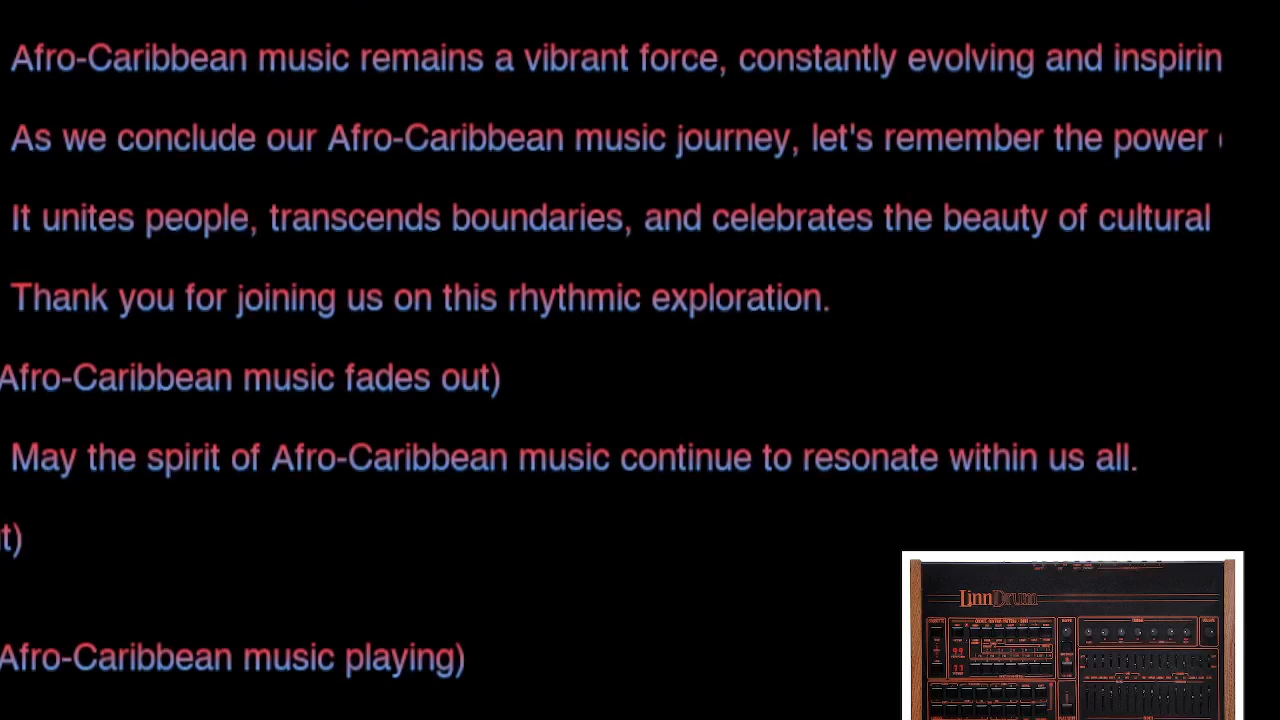 Afro-Caribbean music remains a vibrant force, constantly evolving and inspirin
As we conclude our Afro-Caribbean music journey, let's remember the power
It unites people, transcends boundaries, and celebrates the beauty of cultural
Thank you for joining us on this rhythmic exploration.
Afro-Caribbean music fades out)
May the spirit of Afro-Caribbean music continue to resonate within us all.
t)
Afro-Caribbean music playing)
LinnDrum